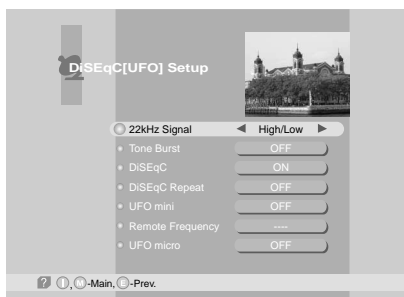 DiSEqC[UFO] Setup
22kHz Signal ◀ High/Low ▶
Tone Burst OFF
DiSEqC ON
DiSEqC Repeat OFF
UFO mini OFF
Remote Frequency ----
UFO micro OFF
? I, M-Main, E-Prev.